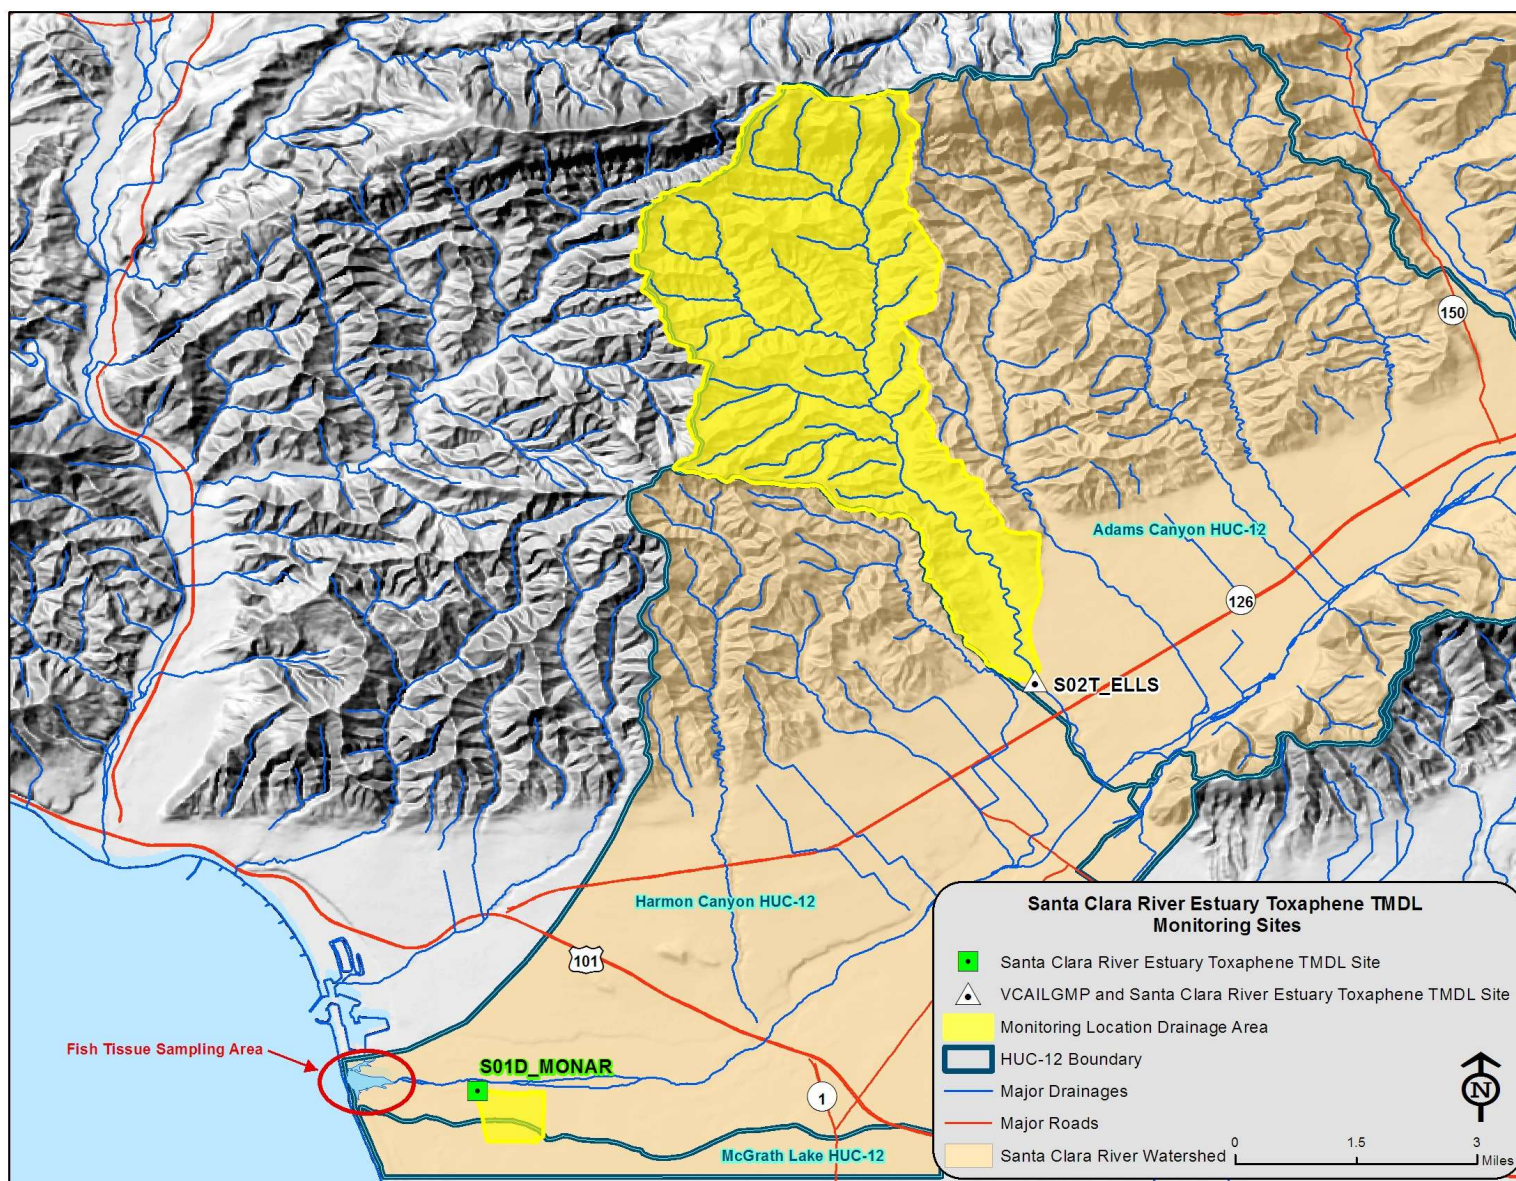 150
Adams Canyon HUC-12
126
S02T_ELLS
Harmon Canyon HUC-12
101
Fish Tissue Sampling Area
S01D_MONAR
1
McGrath Lake HUC-12
Santa Clara River Estuary Toxaphene TMDL
Monitoring Sites
Santa Clara River Estuary Toxaphene TMDL Site
VCAILGMP and Santa Clara River Estuary Toxaphene TMDL Site
Monitoring Location Drainage Area
HUC-12 Boundary
Major Drainages
Major Roads
Santa Clara River Watershed
N
0 1.5 3
Miles